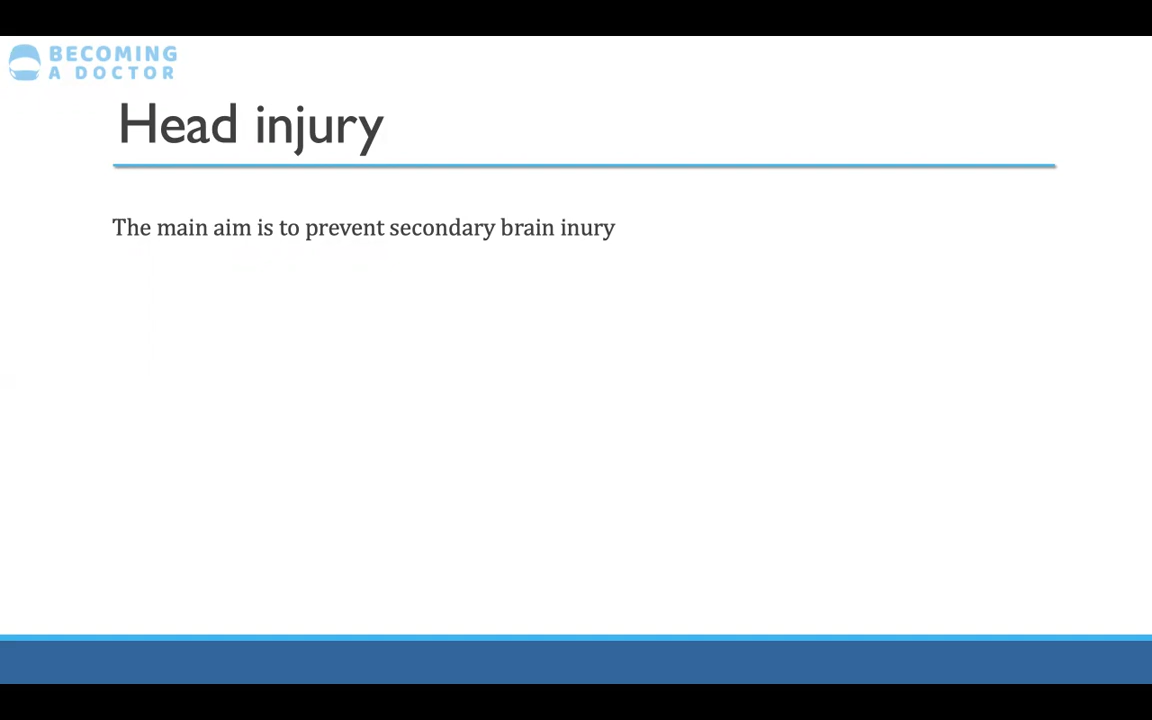 BECOMING
A DOCTOR
Head injury
The main aim is to prevent secondary brain inury